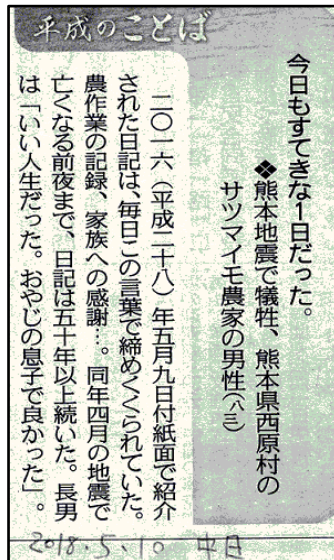 平成のことば
今日もすてきな1日だった。
❖熊本地震で犠牲、熊本県西原村の
サツマイモ農家の男性(八三)
二〇一六(平成二十八)年五月九日付紙面で紹介
された日記は、毎日この言葉で締めくくられていた。
農作業の記録、家族への感謝…。同年四月の地震で
亡くなる前夜まで、日記は五十年以上続いた。長男
は「いい人生だった。おやじの息子で良かった」。
2018.5.10 中日